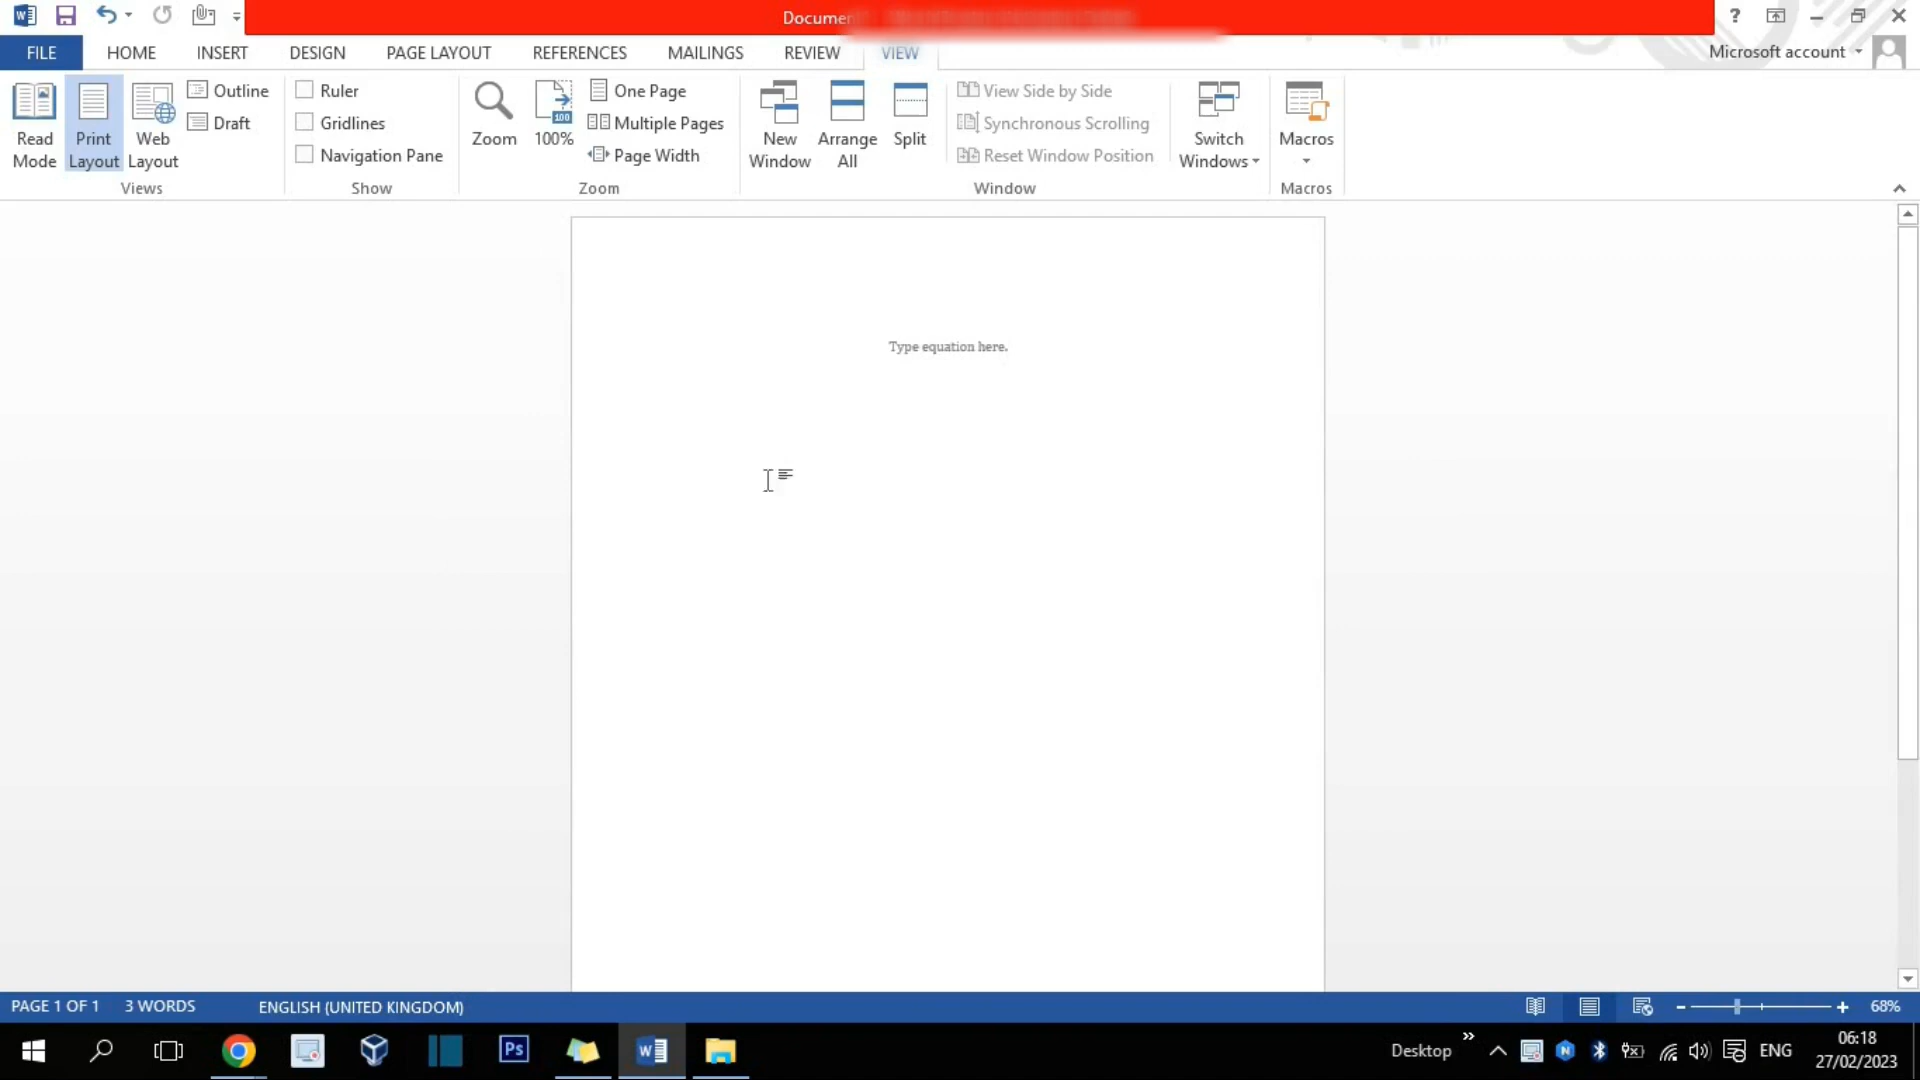 Documen
?
FILE HOME INSERT DESIGN PAGE LAYOUT REFERENCES MAILINGS REVIEW VIEW Microsoft account
Read Mode
Print Layout
Web Layout
Outline
Draft
Views
Ruler
Gridlines
Navigation Pane
Show
Zoom
100
100%
One Page
Multiple Pages
Page Width
Zoom
New Window
Arrange All
Split
View Side by Side
Synchronous Scrolling
Reset Window Position
Window
Switch Windows
Macros
Macros
Type equation here.
PAGE 1 OF 1 3 WORDS ENGLISH (UNITED KINGDOM) 68%
Ps
Desktop
ENG
06:18
27/02/2023